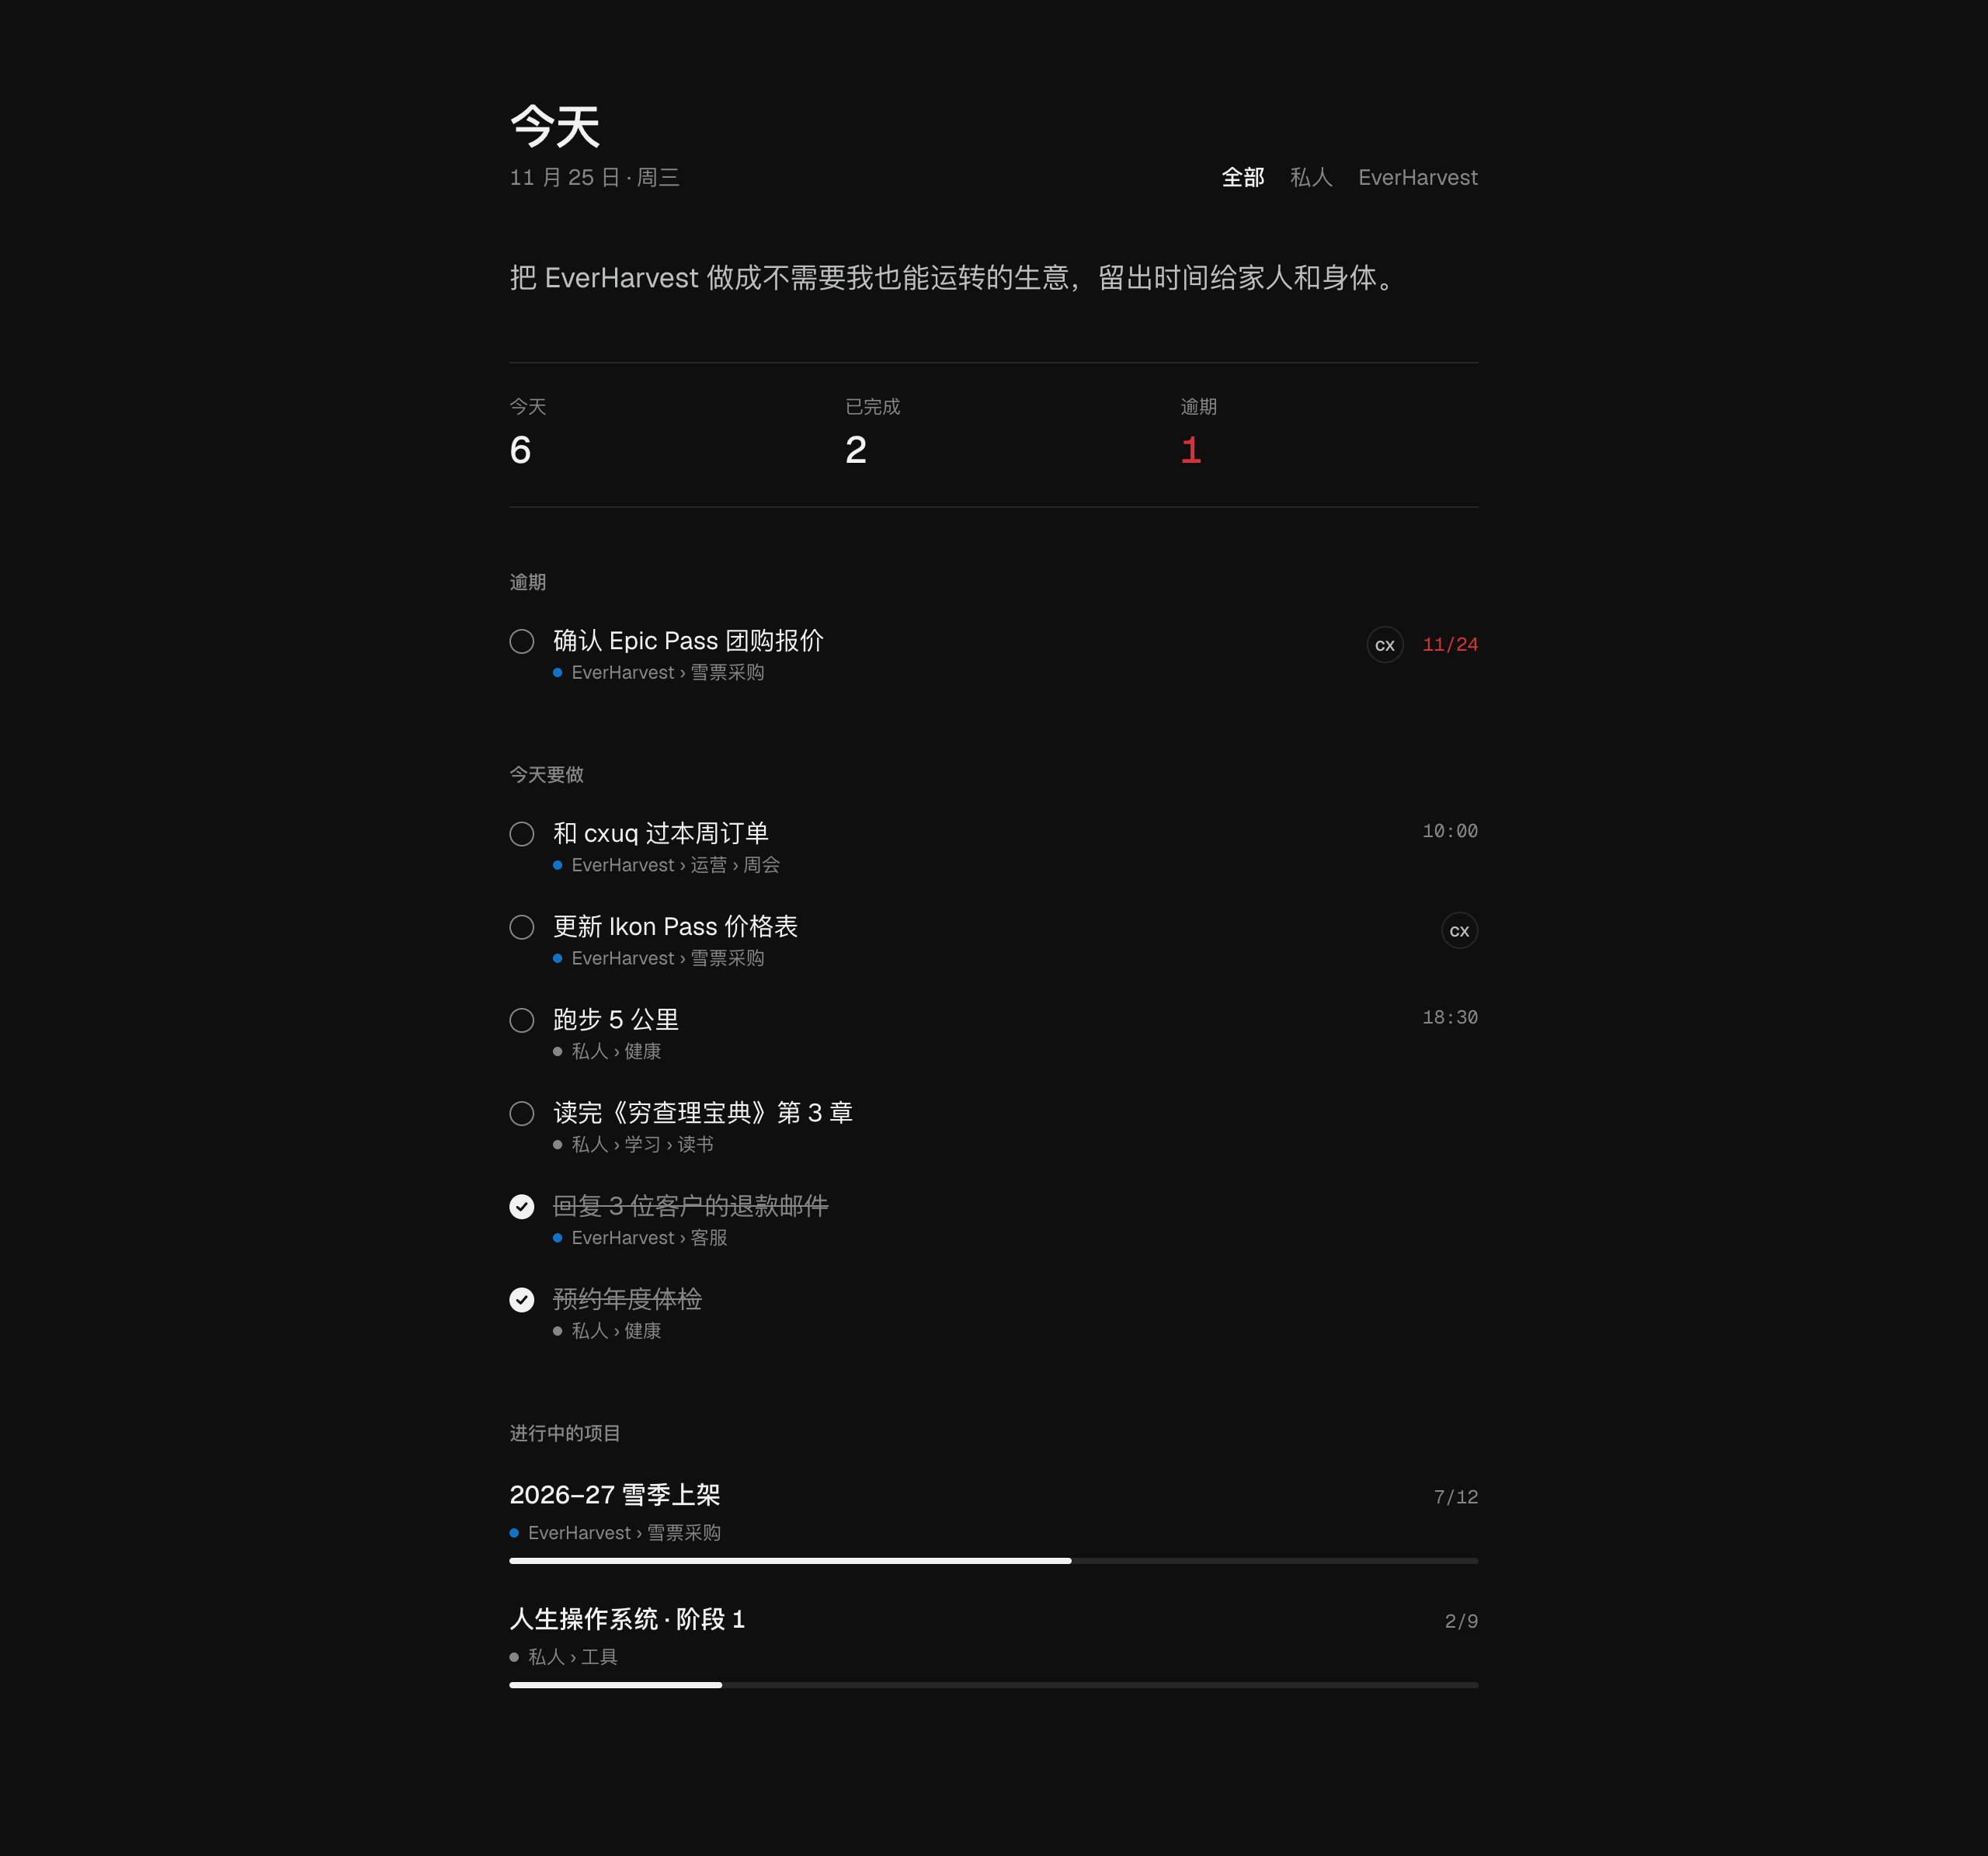 今天
11 月 25 日 · 周三
全部 私人 EverHarvest
把 EverHarvest 做成不需要我也能运转的生意，留出时间给家人和身体。
今天 已完成 逾期
6 2 1
逾期
确认 Epic Pass 团购报价 cx 11/24
EverHarvest › 雪票采购
今天要做
和 cxuq 过本周订单 10:00
EverHarvest › 运营 › 周会
更新 Ikon Pass 价格表 cx
EverHarvest › 雪票采购
跑步 5 公里 18:30
私人 › 健康
读完《穷查理宝典》第 3 章
私人 › 学习 › 读书
回复 3 位客户的退款邮件
EverHarvest › 客服
预约年度体检
私人 › 健康
进行中的项目
2026–27 雪季上架 7/12
EverHarvest › 雪票采购
人生操作系统 · 阶段 1 2/9
私人 › 工具